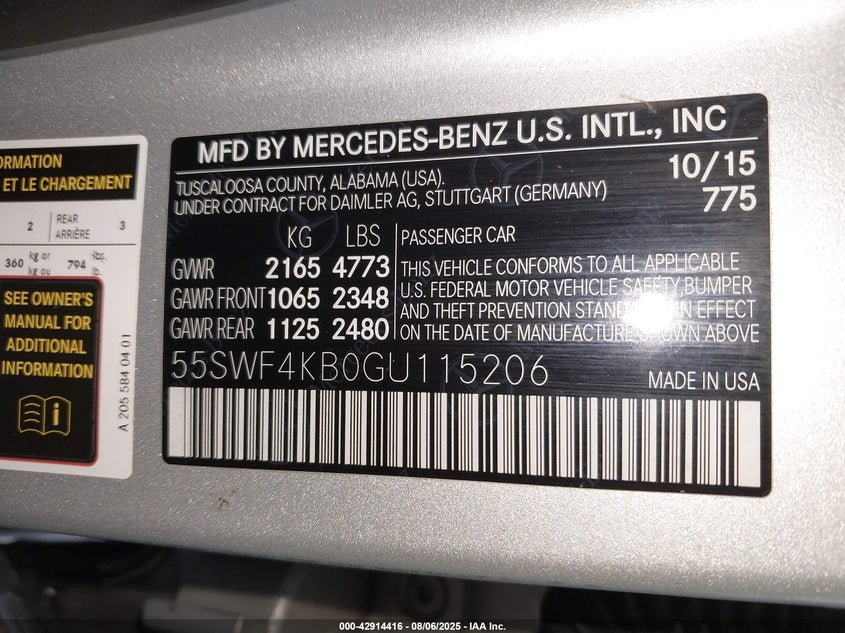 ORMATION
ET LE CHARGEMENT
2 REAR ARRIÈRE 3
360 kg or kg ou 794 lbs. lb.
SEE OWNER'S
MANUAL FOR
ADDITIONAL
INFORMATION
A 205 584 04 01
MFD BY MERCEDES-BENZ U.S. INTL., INC
TUSCALOOSA COUNTY, ALABAMA (USA). 10/15
UNDER CONTRACT FOR DAIMLER AG, STUTTGART (GERMANY) 775
KG LBS PASSENGER CAR
GWR 2165 4773
GAWR FRONT 1065 2348
GAWR REAR 1125 2480
THIS VEHICLE CONFORMS TO ALL APPLICABLE
U.S. FEDERAL MOTOR VEHICLE SAFETY, BUMPER
AND THEFT PREVENTION STANDARDS IN EFFECT
ON THE DATE OF MANUFACTURE SHOWN ABOVE
55SWF4KB0GU115206
MADE IN USA
000-42914416 - 08/06/2025 - IAA Inc.